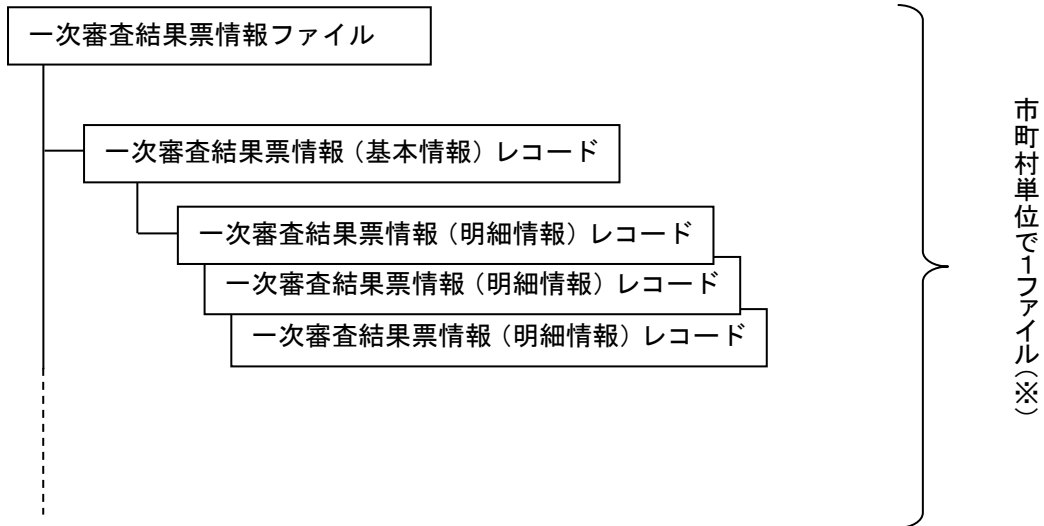 一次審査結果票情報ファイル
一次審査結果票情報（基本情報）レコード
一次審査結果票情報（明細情報）レコード
一次審査結果票情報（明細情報）レコード
一次審査結果票情報（明細情報）レコード
市町村単位で1ファイル（※）